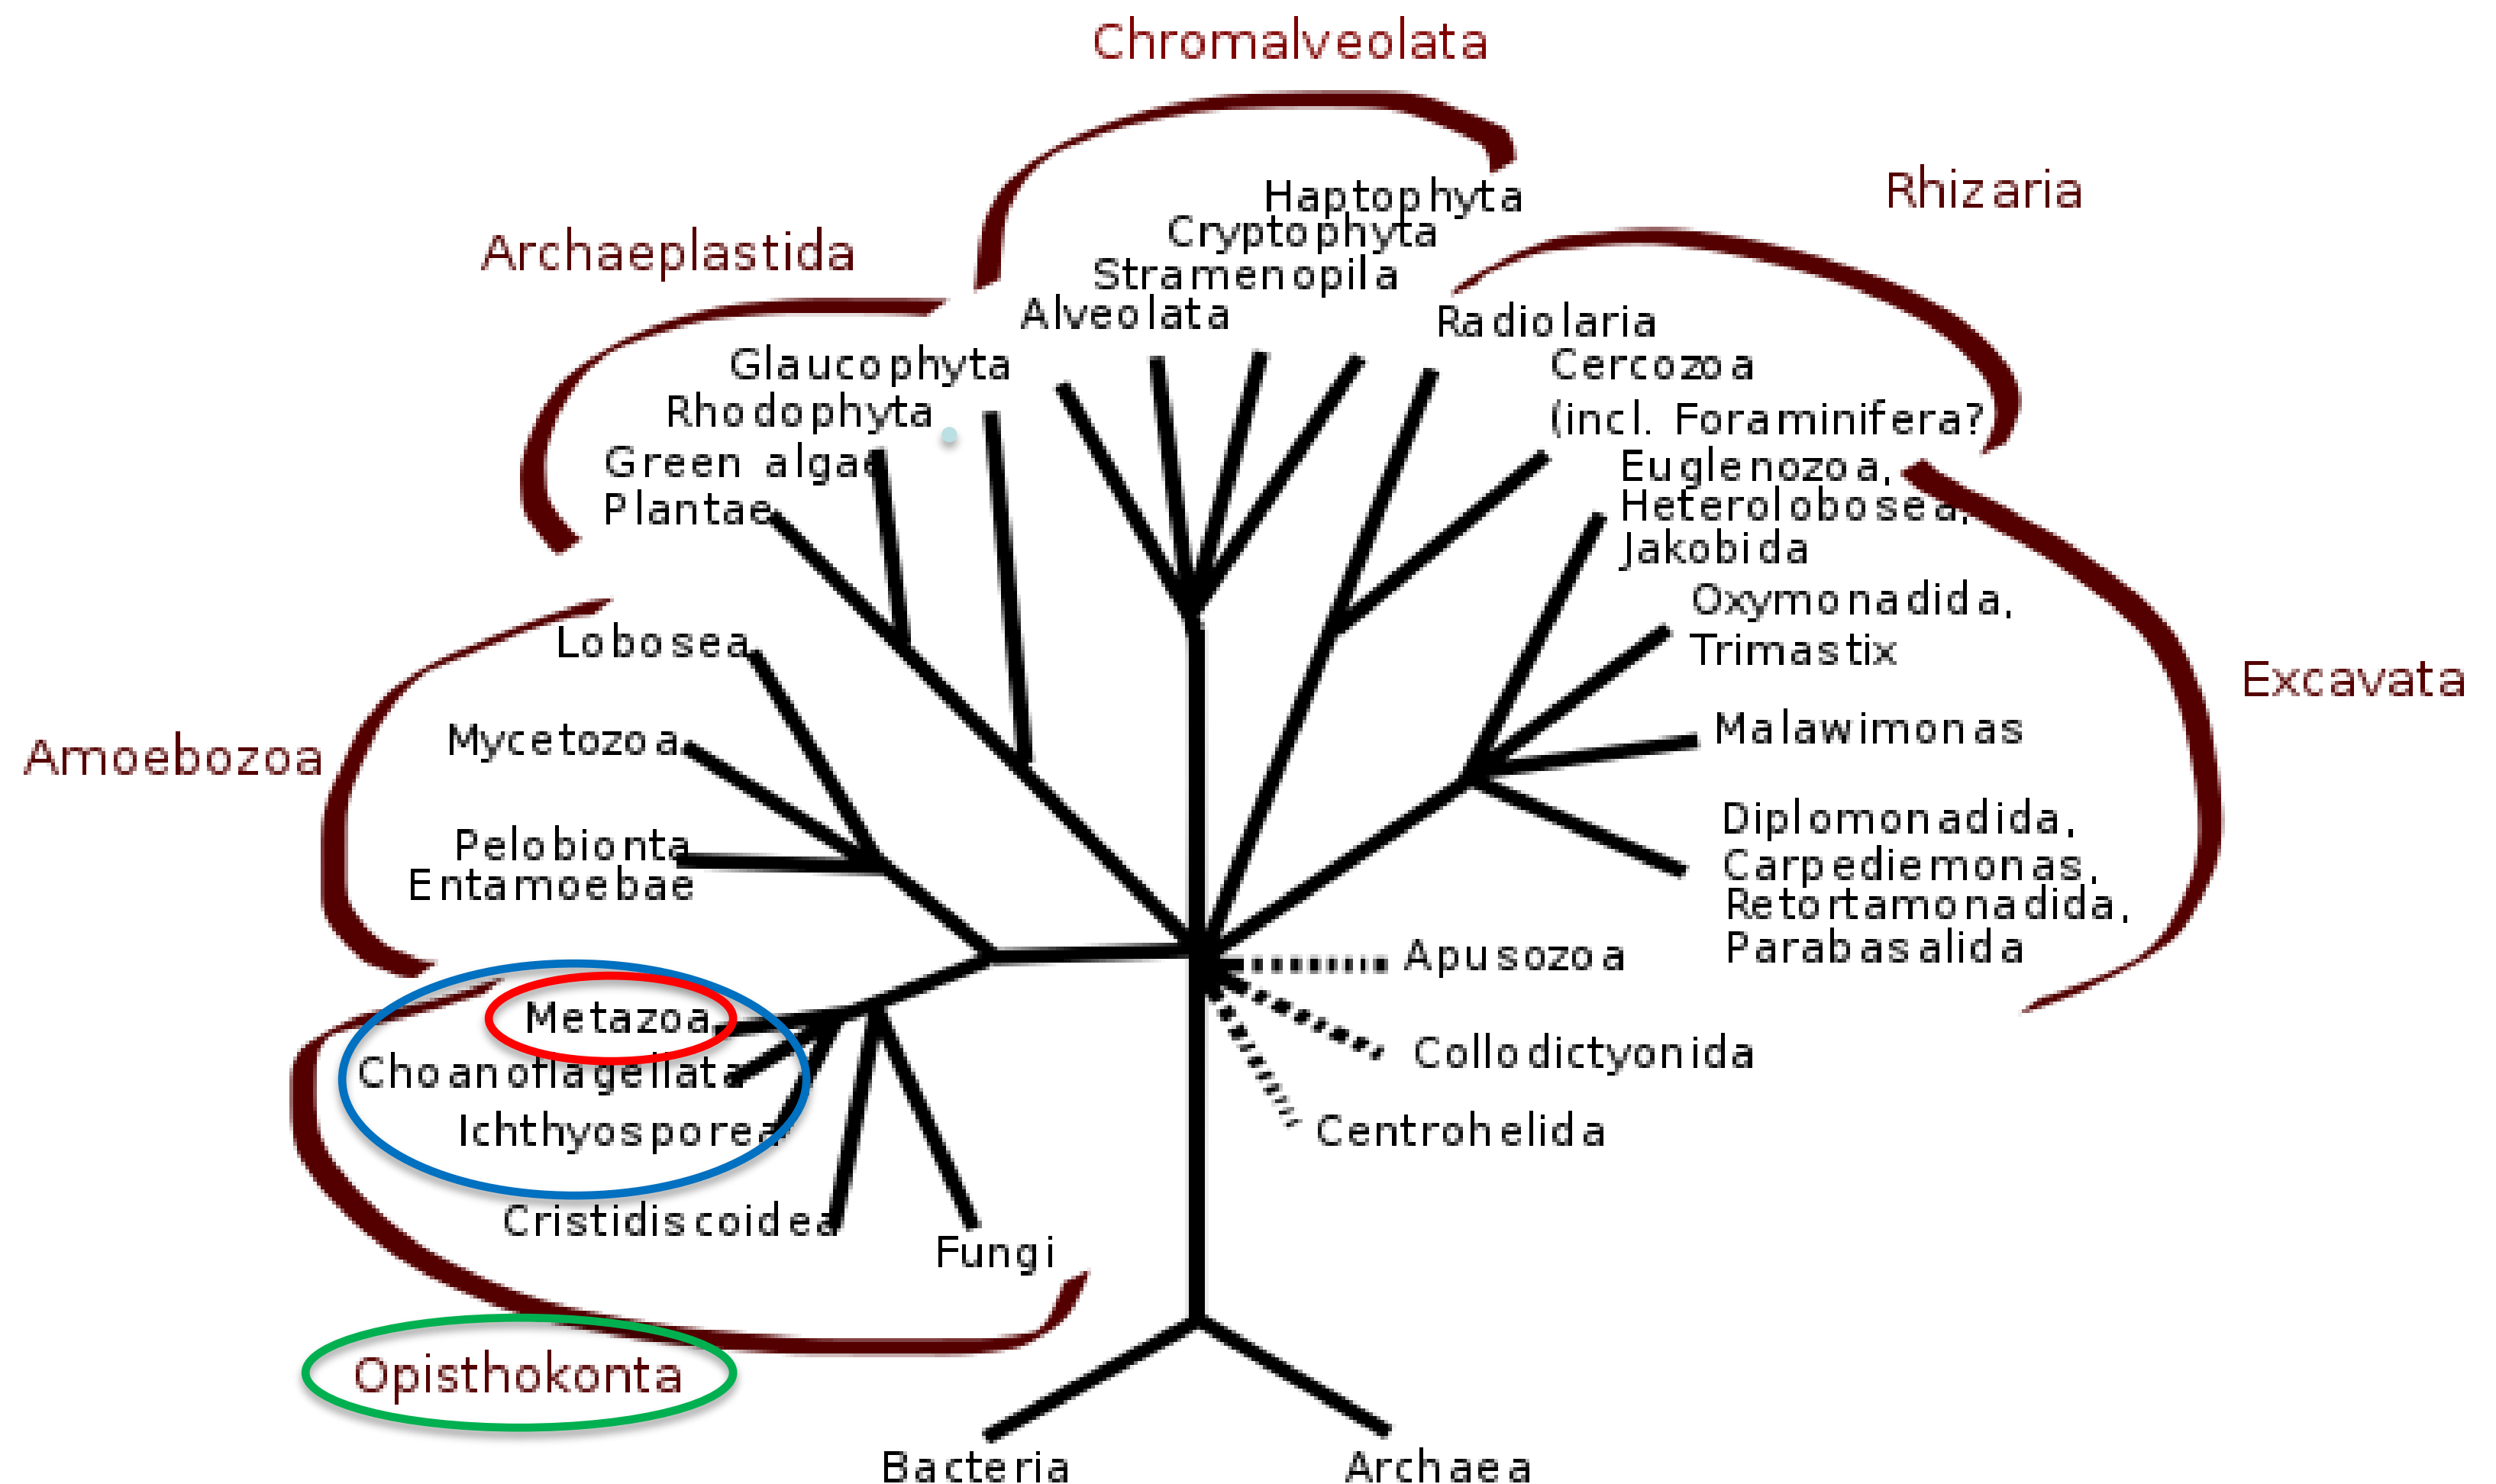 Chromalveolata
Haptophyta
Cryptophyta
Stramenopila
Alveolata
Rhizaria
Radiolaria
Cercozoa
(incl. Foraminifera?
Archaeplastida
Glaucophyta
Rhodophyta
Green algae
Plantae
Euglenozoa,
Heterolobosea,
Jakobida
Oxymonadida,
Trimastix
Malawimonas
Diplomonadida,
Carpediemonas,
Retortamonadida,
Parabasalida
Excavata
Amoebozoa
Lobosea
Mycetozoa
Pelobionta
Entamoebae
Metazoa
Choanoflagellata
Ichthyosporea
Cristidiscoidea
Fungi
Opisthokonta
Apusozoa
Collodictyonida
Centrohelida
Bacteria
Archaea